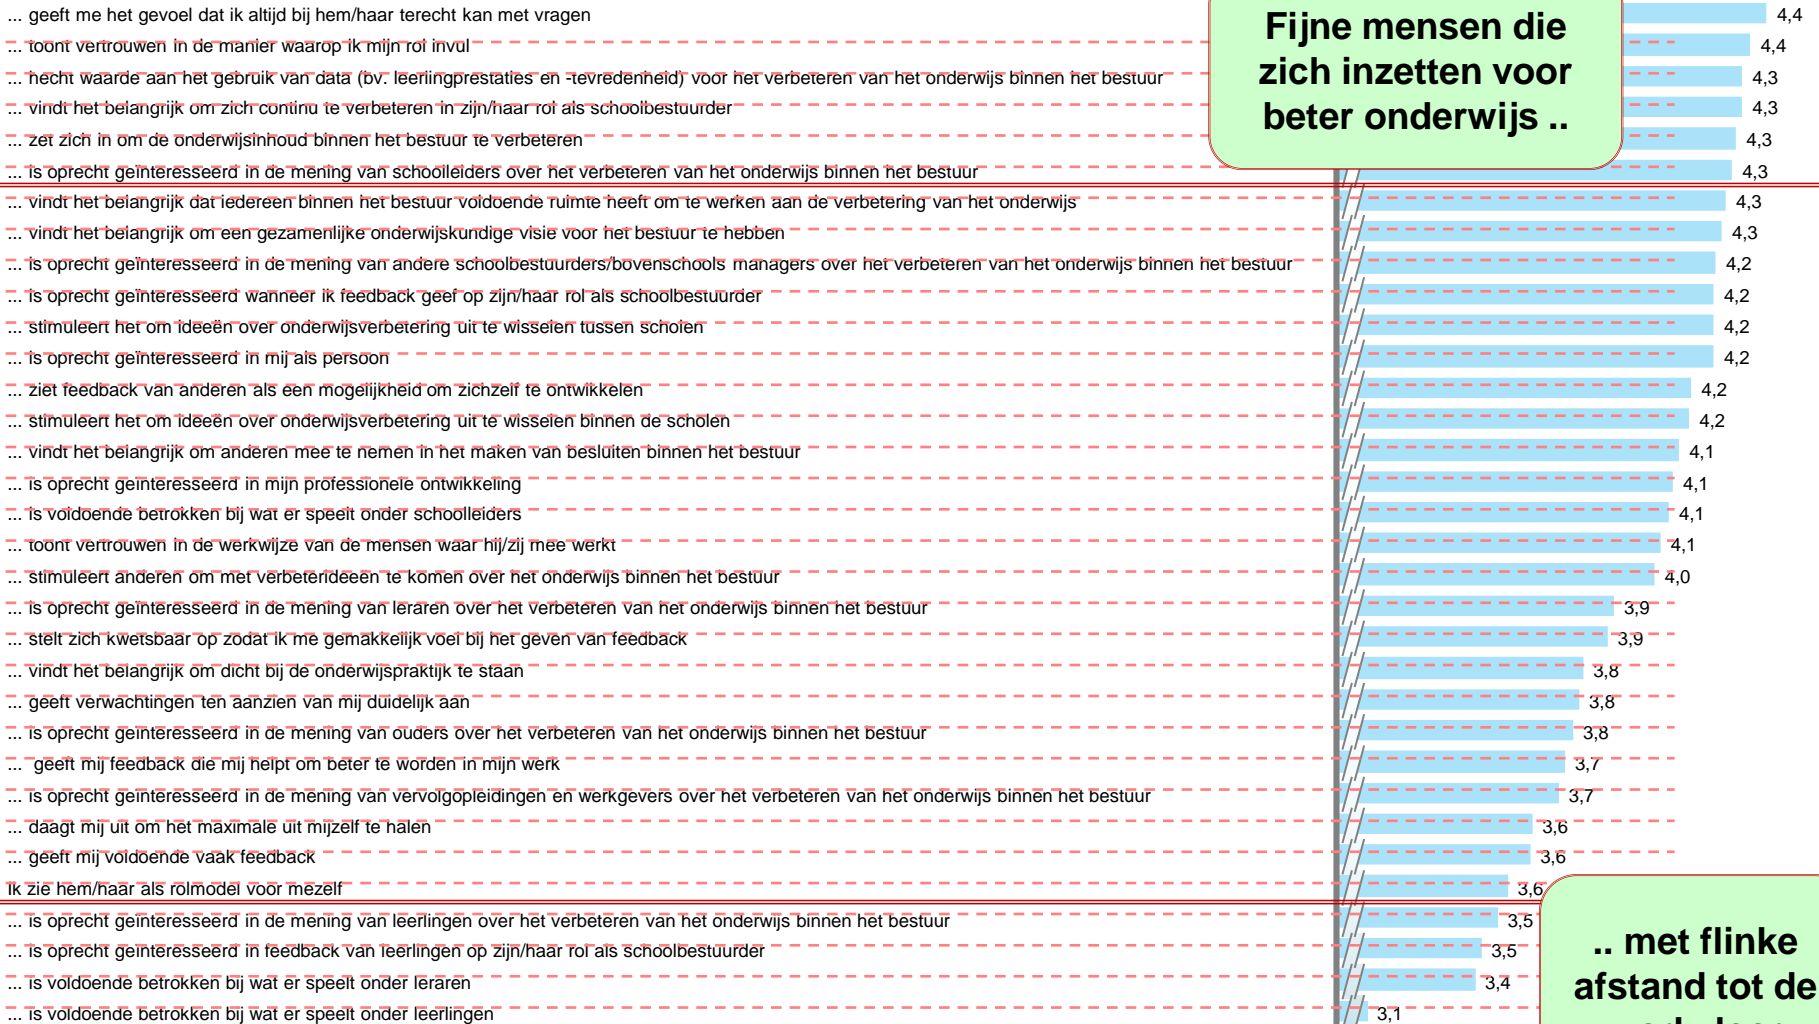 ... geeft me het gevoel dat ik altijd bij hem/haar terecht kan met vragen 4,4
... toont vertrouwen in de manier waarop ik mijn rol invul 4,4
... hecht waarde aan het gebruik van data (bv. leerlingprestaties en -tevredenheid) voor het verbeteren van het onderwijs binnen het bestuur 4,3
... vindt het belangrijk om zich continu te verbeteren in zijn/haar rol als schoolbestuurder 4,3
... zet zich in om de onderwijsinhoud binnen het bestuur te verbeteren 4,3
... is oprecht geïnteresseerd in de mening van schoolleiders over het verbeteren van het onderwijs binnen het bestuur 4,3
Fijne mensen die
zich inzetten voor
beter onderwijs ..
... vindt het belangrijk dat iedereen binnen het bestuur voldoende ruimte heeft om te werken aan de verbetering van het onderwijs 4,3
... vindt het belangrijk om een gezamenlijke onderwijskundige visie voor het bestuur te hebben 4,3
... is oprecht geïnteresseerd in de mening van andere schoolbestuurders/bovenschools managers over het verbeteren van het onderwijs binnen het bestuur 4,2
... is oprecht geïnteresseerd wanneer ik feedback geef op zijn/haar rol als schoolbestuurder 4,2
... stimuleert het om ideeën over onderwijsverbetering uit te wisselen tussen scholen 4,2
... is oprecht geïnteresseerd in mij als persoon 4,2
... ziet feedback van anderen als een mogelijkheid om zichzelf te ontwikkelen 4,2
... stimuleert het om ideeën over onderwijsverbetering uit te wisselen binnen de scholen 4,2
... vindt het belangrijk om anderen mee te nemen in het maken van besluiten binnen het bestuur 4,1
... is oprecht geïnteresseerd in mijn professionele ontwikkeling 4,1
... is voldoende betrokken bij wat er speelt onder schoolleiders 4,1
... toont vertrouwen in de werkwijze van de mensen waar hij/zij mee werkt 4,1
... stimuleert anderen om met verbeterideeën te komen over het onderwijs binnen het bestuur 4,0
... is oprecht geïnteresseerd in de mening van leraren over het verbeteren van het onderwijs binnen het bestuur 3,9
... stelt zich kwetsbaar op zodat ik me gemakkelijk voel bij het geven van feedback 3,9
... vindt het belangrijk om dicht bij de onderwijspraktijk te staan 3,8
... geeft verwachtingen ten aanzien van mij duidelijk aan 3,8
... is oprecht geïnteresseerd in de mening van ouders over het verbeteren van het onderwijs binnen het bestuur 3,8
... geeft mij feedback die mij helpt om beter te worden in mijn werk 3,7
... is oprecht geïnteresseerd in de mening van vervolgopleidingen en werkgevers over het verbeteren van het onderwijs binnen het bestuur 3,7
... daagt mij uit om het maximale uit mijzelf te halen 3,6
... geeft mij voldoende vaak feedback 3,6
Ik zie hem/haar als rolmodel voor mezelf 3,6
... is oprecht geïnteresseerd in de mening van leerlingen over het verbeteren van het onderwijs binnen het bestuur 3,5
... is oprecht geïnteresseerd in feedback van leerlingen op zijn/haar rol als schoolbestuurder 3,5
... is voldoende betrokken bij wat er speelt onder leraren 3,4
... is voldoende betrokken bij wat er speelt onder leerlingen 3,1
.. met flinke
afstand tot de